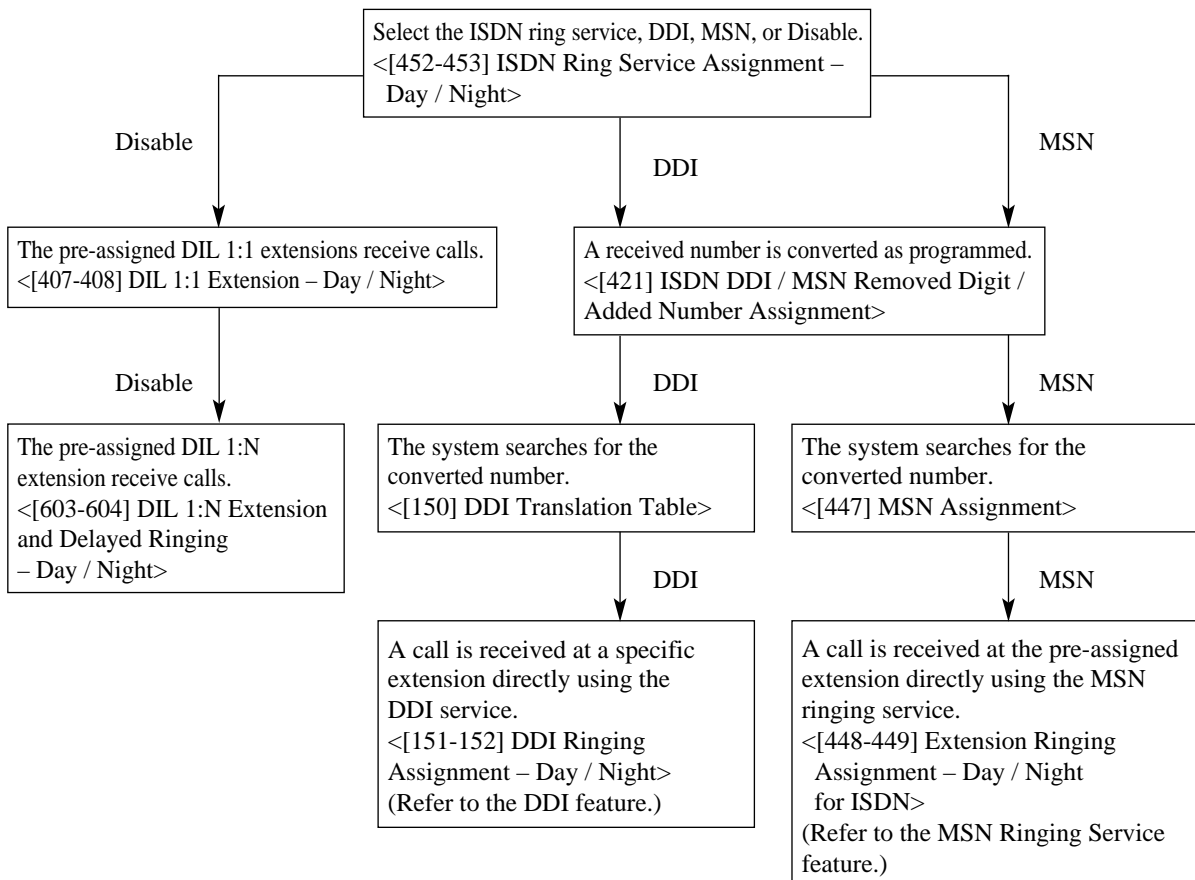 Select the ISDN ring service, DDI, MSN, or Disable.
<[452-453] ISDN Ring Service Assignment –
Day / Night>
Disable
DDI
MSN
The pre-assigned DIL 1:1 extensions receive calls.
<[407-408] DIL 1:1 Extension – Day / Night>
A received number is converted as programmed.
<[421] ISDN DDI / MSN Removed Digit /
Added Number Assignment>
Disable
DDI
MSN
The pre-assigned DIL 1:N
extension receive calls.
<[603-604] DIL 1:N Extension
and Delayed Ringing
– Day / Night>
The system searches for the
converted number.
<[150] DDI Translation Table>
The system searches for the
converted number.
<[447] MSN Assignment>
DDI
MSN
A call is received at a specific
extension directly using the
DDI service.
<[151-152] DDI Ringing
Assignment – Day / Night>
(Refer to the DDI feature.)
A call is received at the pre-assigned
extension directly using the MSN
ringing service.
<[448-449] Extension Ringing
Assignment – Day / Night
for ISDN>
(Refer to the MSN Ringing Service
feature.)